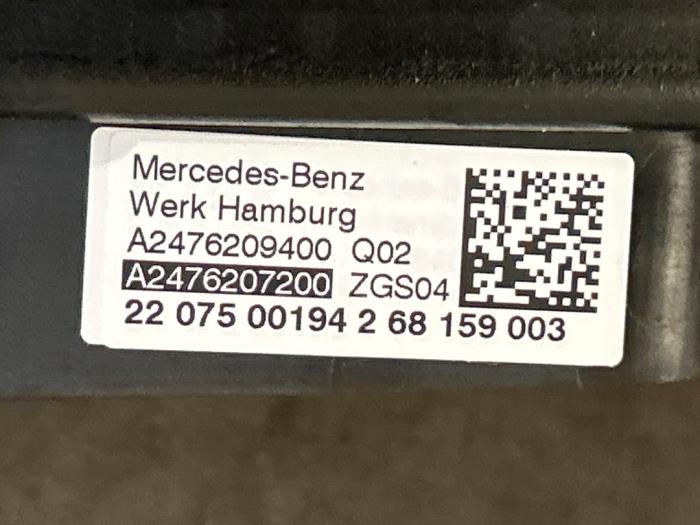 Mercedes-Benz
Werk Hamburg
A2476209400 Q02
A2476207200 ZGS04
22 075 00194 2 68 159 003